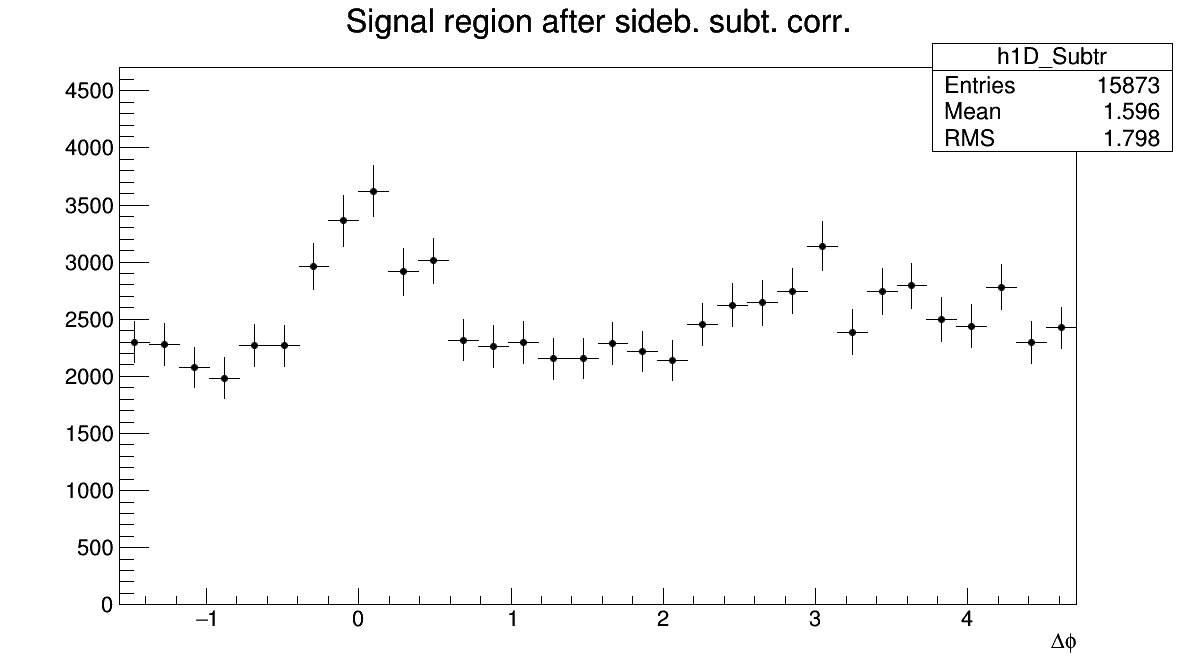 Signal region after sideb. subt. corr.
h1D_Subtr
Entries 15873
Mean 1.596
RMS 1.798
4500
4000
3500
3000
2500
2000
1500
1000
500
0
−1 0 1 2 3 4
Δϕ